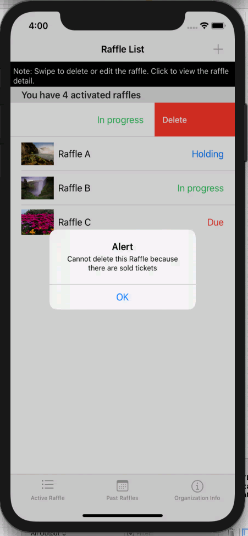 4:00
Raffle List
Note: Swipe to delete or edit the raffle. Click to view the raffle
detail.
You have 4 activated raffles
In progress Delete
Raffle A Holding
Raffle B In progress
Raffle C Due
Alert
Cannot delete this Raffle because
there are sold tickets
OK
Active Raffle Past Raffles Organization Info